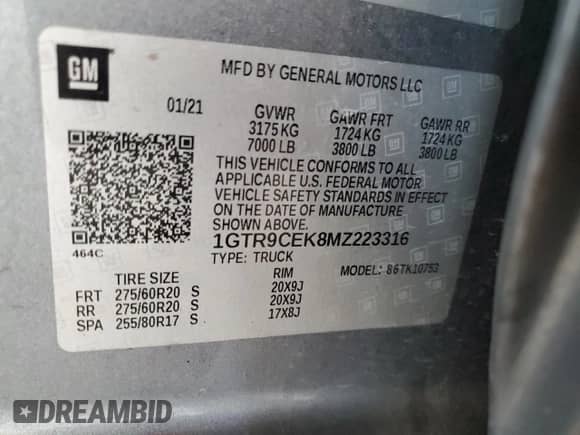 GM
MFD BY GENERAL MOTORS LLC
01/21 GVWR GAWR FRT GAWR RR
3175 KG 1724 KG 1724 KG
7000 LB 3800 LB 3800 LB
THIS VEHICLE CONFORMS TO ALL
APPLICABLE U.S. FEDERAL MOTOR
VEHICLE SAFETY STANDARDS IN EFFECT
ON THE DATE OF MANUFACTURE
SHOWN ABOVE.
464C 1GTR9CEK8MZ223316
TYPE: TRUCK MODEL: 86TK10753
TIRE SIZE RIM
FRT 275/60R20 S 20X9J
RR 275/60R20 S 20X9J
SPA 255/80R17 S 17X8J
DREAMBID